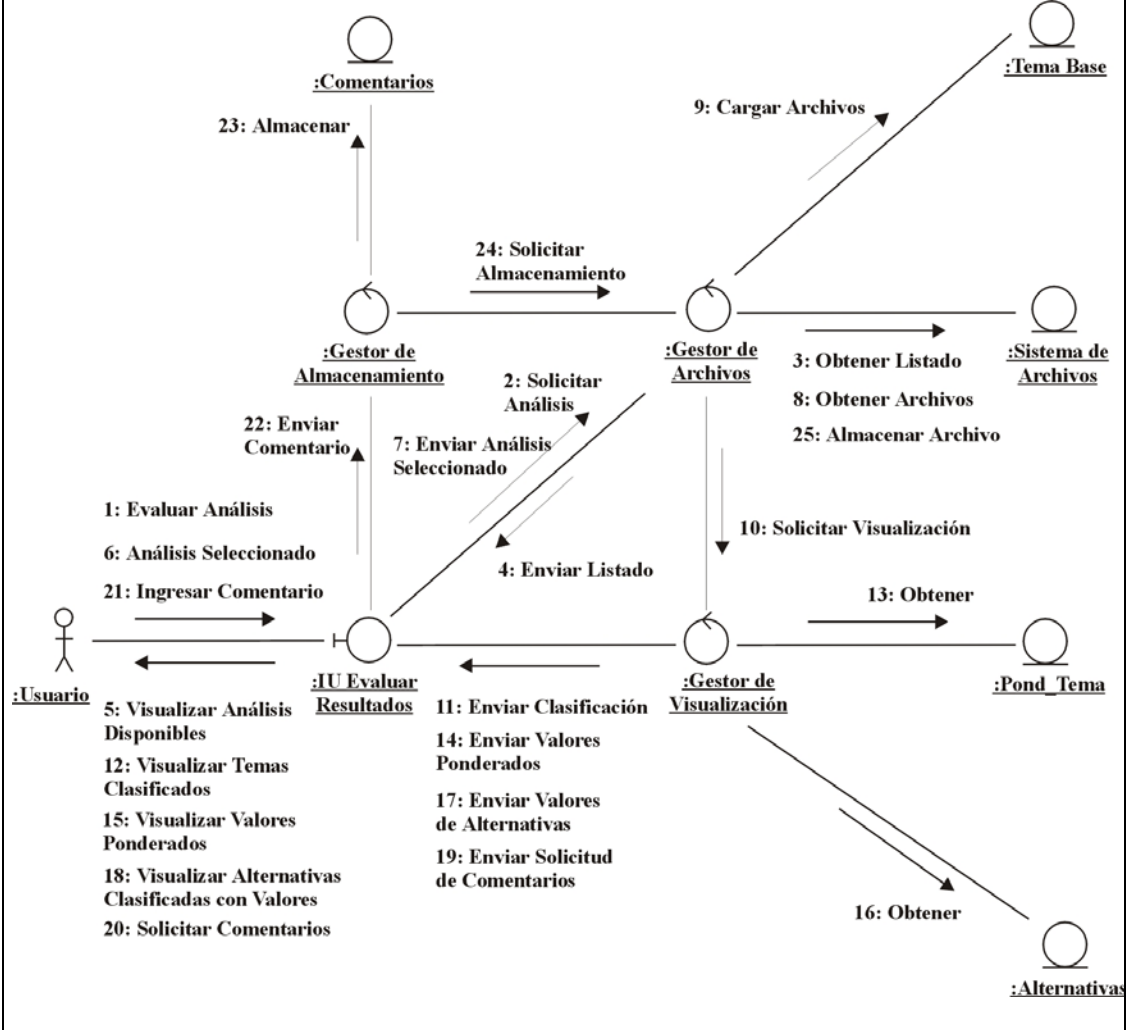 :Comentarios
:Tema Base
23: Almacenar
9: Cargar Archivos
24: Solicitar
Almacenamiento
:Gestor de
Almacenamiento
:Gestor de
Archivos
:Sistema de
Archivos
3: Obtener Listado
8: Obtener Archivos
25: Almacenar Archivo
2: Solicitar
Análisis
22: Enviar
Comentario
7: Enviar Análisis
Seleccionado
1: Evaluar Análisis
6: Análisis Seleccionado
21: Ingresar Comentario
4: Enviar Listado
10: Solicitar Visualización
13: Obtener
:Usuario
:IU Evaluar
Resultados
:Gestor de
Visualización
:Pond_Tema
5: Visualizar Análisis
Disponibles
12: Visualizar Temas
Clasificados
15: Visualizar Valores
Ponderados
18: Visualizar Alternativas
Clasificadas con Valores
20: Solicitar Comentarios
11: Enviar Clasificación
14: Enviar Valores
Ponderados
17: Enviar Valores
de Alternativas
19: Enviar Solicitud
de Comentarios
16: Obtener
:Alternativas